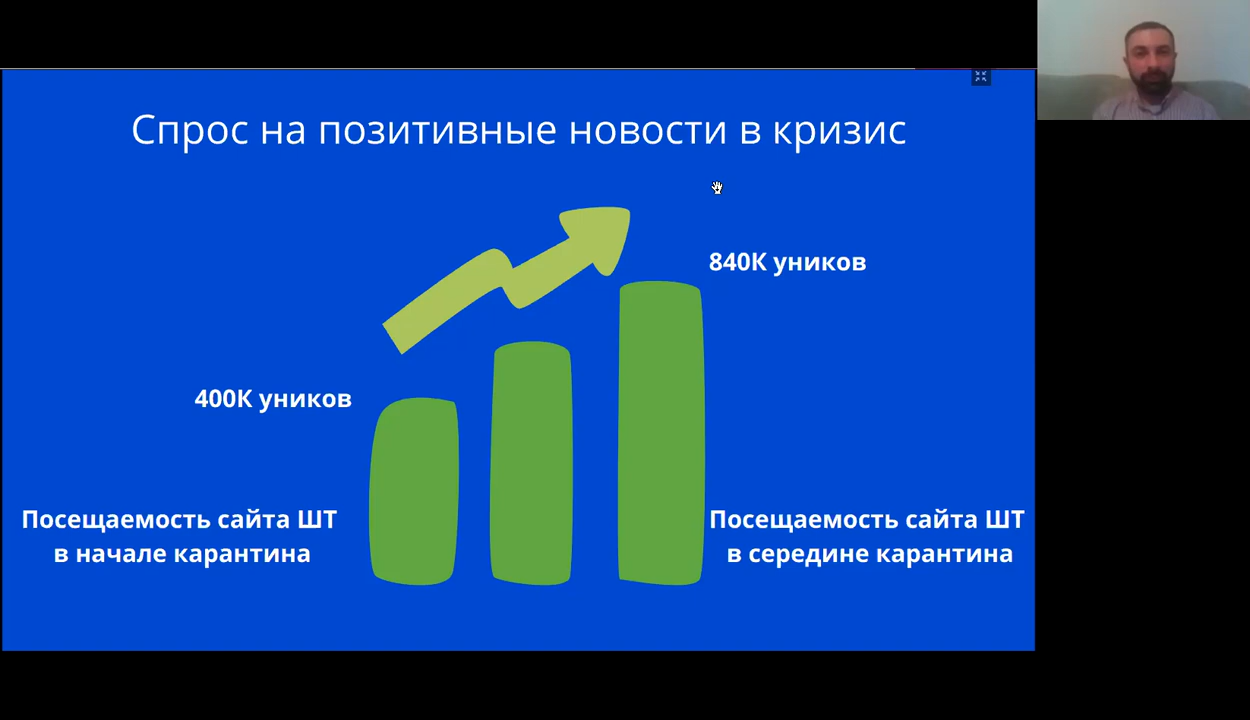 Спрос на позитивные новости в кризис
840К уников
400К уников
Посещаемость сайта ШТ
в начале карантина
Посещаемость сайта ШТ
в середине карантина